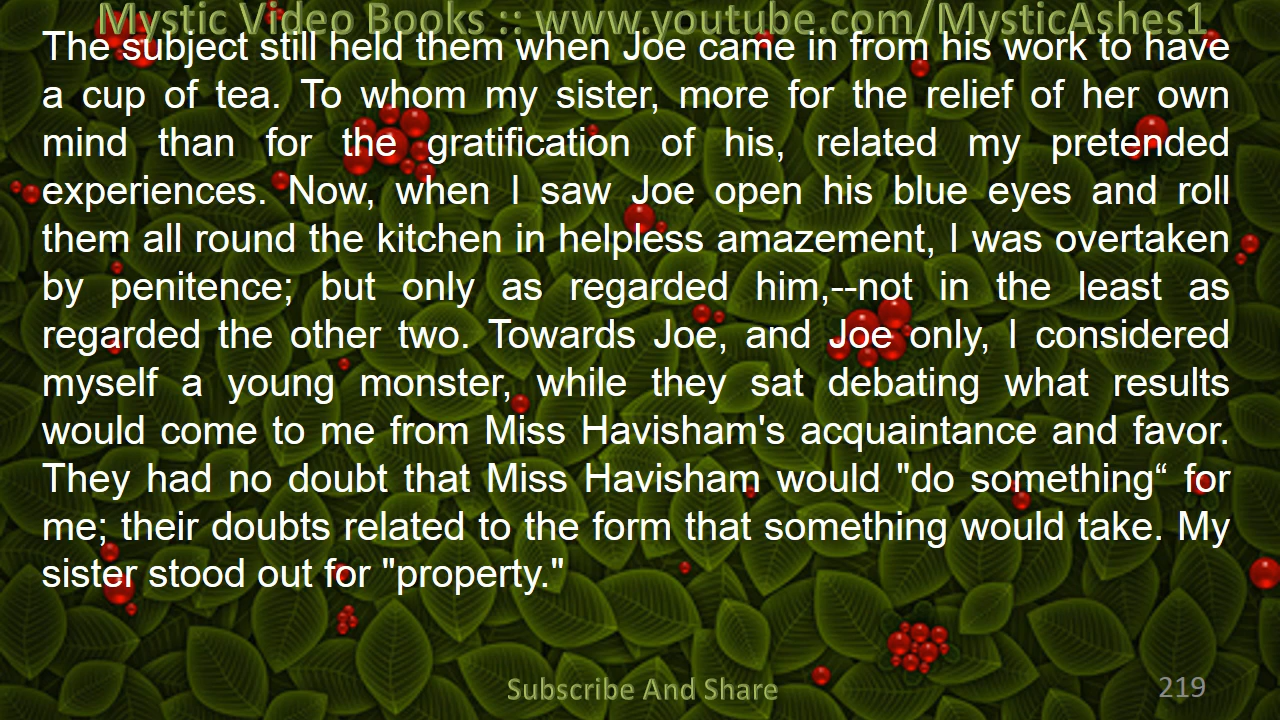 Mystic Video Books :: www.youtube.com/MysticAshes1
The subject still held them when Joe came in from his work to have
a cup of tea. To whom my sister, more for the relief of her own
mind than for the gratification of his, related my pretended
experiences. Now, when I saw Joe open his blue eyes and roll
them all round the kitchen in helpless amazement, I was overtaken
by penitence; but only as regarded him,--not in the least as
regarded the other two. Towards Joe, and Joe only, I considered
myself a young monster, while they sat debating what results
would come to me from Miss Havisham's acquaintance and favor.
They had no doubt that Miss Havisham would "do something“ for
me; their doubts related to the form that something would take. My
sister stood out for "property."
Subscribe And Share
219